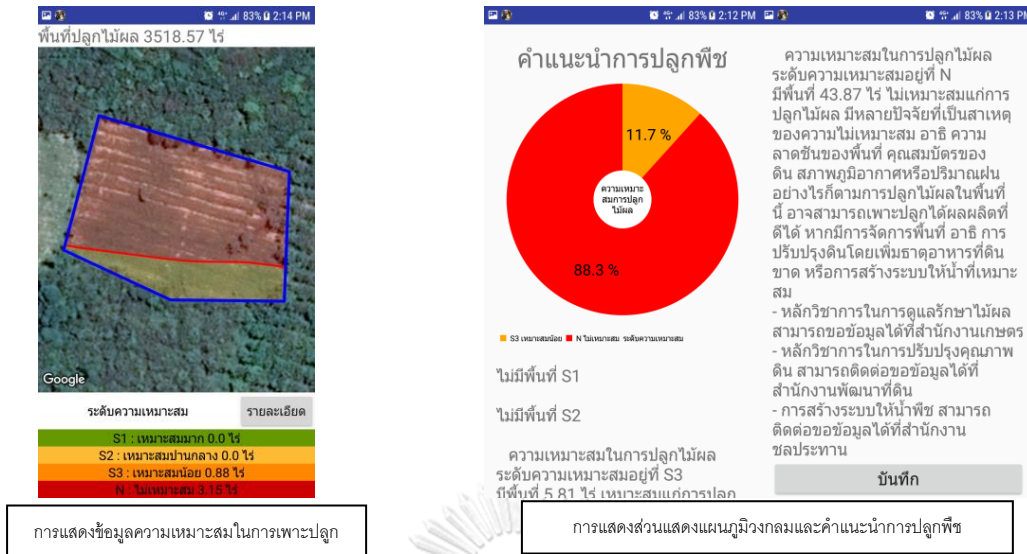 83% 2:14 PM
พื้นที่ปลูกไม้ผล 3518.57 ไร่
Google
ระดับความเหมาะสม รายละเอียด
S1 : เหมาะสมมาก 0.0 ไร่
S2 : เหมาะสมปานกลาง 0.0 ไร่
S3 : เหมาะสมน้อย 0.88 ไร่
N : ไม่เหมาะสม 3.15 ไร่
การแสดงข้อมูลความเหมาะสมในการเพาะปลูก
83% 2:12 PM
คำแนะนำการปลูกพืช
11.7 %
ความเหมาะ
สมการปลูก
ไม้ผล
88.3 %
S3 เหมาะสมน้อย N ไม่เหมาะสม ระดับความเหมาะสม
ไม่มีพื้นที่ S1
ไม่มีพื้นที่ S2
ความเหมาะสมในการปลูกไม้ผล
ระดับความเหมาะสมอยู่ที่ S3
มีพื้นที่ 5.81 ไร่ เหมาะสมแก่การปลูก
83% 2:13 PM
ความเหมาะสมในการปลูกไม้ผล
ระดับความเหมาะสมอยู่ที่ N
มีพื้นที่ 43.87 ไร่ ไม่เหมาะสมแก่การ
ปลูกไม้ผล มีหลายปัจจัยที่เป็นสาเหตุ
ของความไม่เหมาะสม อาธิ ความ
ลาดชันของพื้นที่ คุณสมบัตรของ
ดิน สภาพภูมิอากาศหรือปริมาณฝน
อย่างไรก็ตามการปลูกไม้ผลในพื้นที่
นี้ อาจสามารถเพาะปลูกได้ผลผลิตที่
ดีได้ หากมีการจัดการพื้นที่ อาธิ การ
ปรับปรุงดินโดยเพิ่มธาตุอาหารที่ดิน
ขาด หรือการสร้างระบบให้น้ำที่เหมาะ
สม
- หลักวิชาการในการดูแลรักษาไม้ผล
สามารถขอข้อมูลได้ที่สำนักงานเกษตร
- หลักวิชาการในการปรับปรุงคุณภาพ
ดิน สามารถติดต่อขอข้อมูลได้ที่
สำนักงานพัฒนาที่ดิน
- การสร้างระบบให้น้ำพืช สามารถ
ติดต่อขอข้อมูลได้ที่สำนักงาน
ชลประทาน
บันทึก
การแสดงส่วนแสดงแผนภูมิวงกลมและคำแนะนำการปลูกพืช